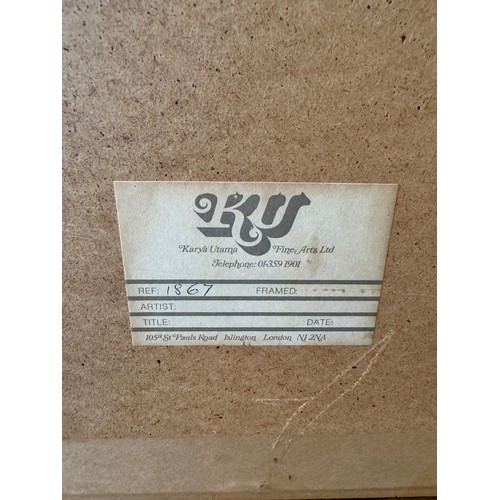 KU
Karya Utama Fine Arts Ltd
Telephone: 01-359 1901
REF: 1867 FRAMED:
ARTIST:
TITLE: DATE:
105a St Pauls Road Islington London N1 2NA